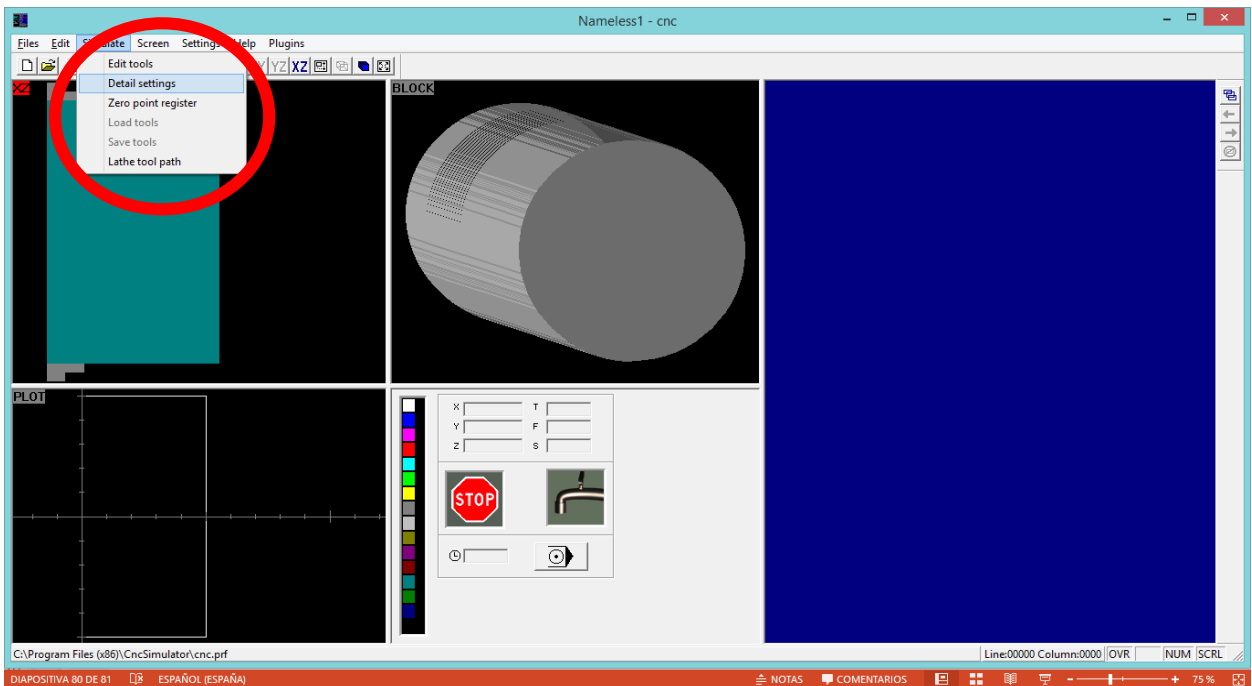 Nameless1 - cnc
Files Edit Simulate Screen Settings Help Plugins
YZ XZ
Edit tools
Detail settings
Zero point register
Load tools
Save tools
Lathe tool path
XZ
BLOCK
PLOT
X T
Y F
Z S
STOP
C:\Program Files (x86)\CncSimulator\cnc.prf
Line:00000 Column:0000 OVR NUM SCRL
DIAPOSITIVA 80 DE 81 ESPAÑOL (ESPAÑA) NOTAS COMENTARIOS 75 %